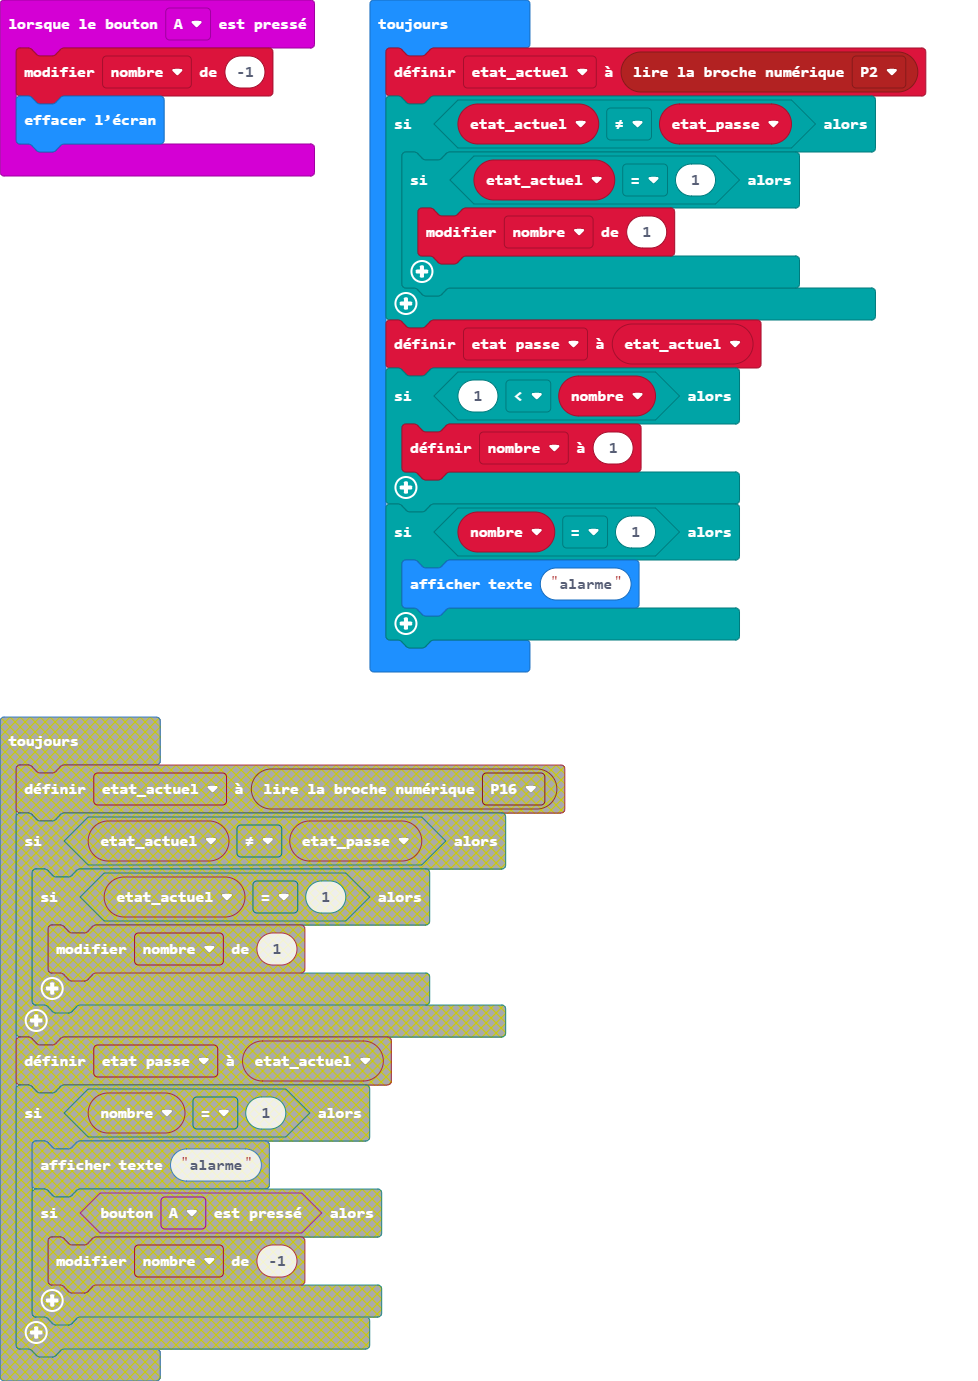 lorsque le bouton A est pressé
modifier nombre de -1
effacer l'écran
toujours
définir etat_actuel à lire la broche numérique P2
si etat_actuel ≠ etat_passe alors
si etat_actuel = 1 alors
modifier nombre de 1
définir etat passe à etat_actuel
si 1 < nombre alors
définir nombre à 1
si nombre = 1 alors
afficher texte "alarme"
toujours
définir etat_actuel à lire la broche numérique P16
si etat_actuel ≠ etat_passe alors
si etat_actuel = 1 alors
modifier nombre de 1
définir etat passe à etat_actuel
si nombre = 1 alors
afficher texte "alarme"
si bouton A est pressé alors
modifier nombre de -1